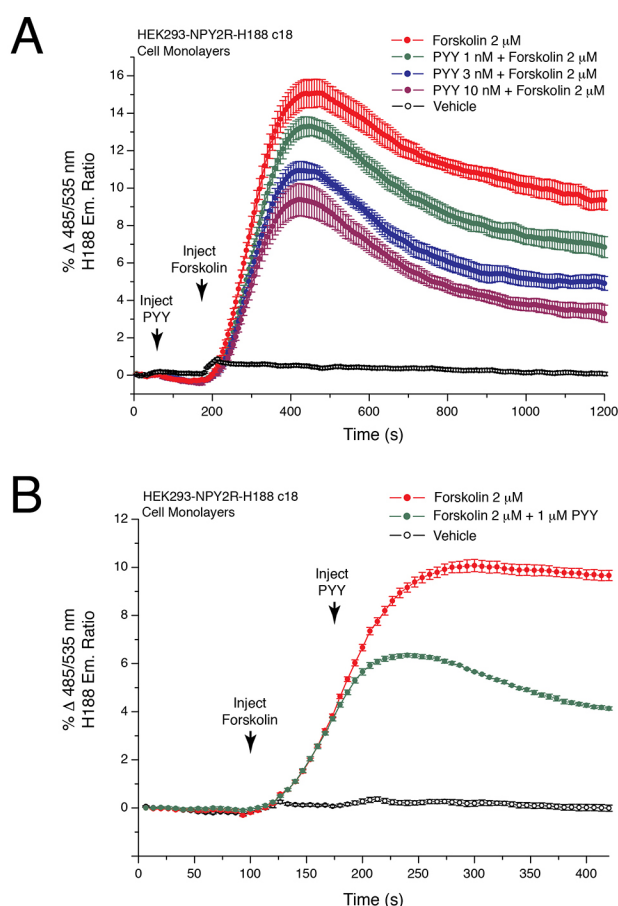 A
HEK293-NPY2R-H188 c18
Cell Monolayers
Forskolin 2 μM
PYY 1 nM + Forskolin 2 μM
PYY 3 nM + Forskolin 2 μM
PYY 10 nM + Forskolin 2 μM
Vehicle
% Δ 485/535 nm
H188 Em. Ratio
16
14
12
10
8
6
4
2
0
Inject
PYY
Inject
Forskolin
0 200 400 600 800 1000 1200
Time (s)
B
HEK293-NPY2R-H188 c18
Cell Monolayers
Forskolin 2 μM
Forskolin 2 μM + 1 μM PYY
Vehicle
% Δ 485/535 nm
H188 Em. Ratio
12
10
8
6
4
2
0
Inject
Forskolin
Inject
PYY
0 50 100 150 200 250 300 350 400
Time (s)